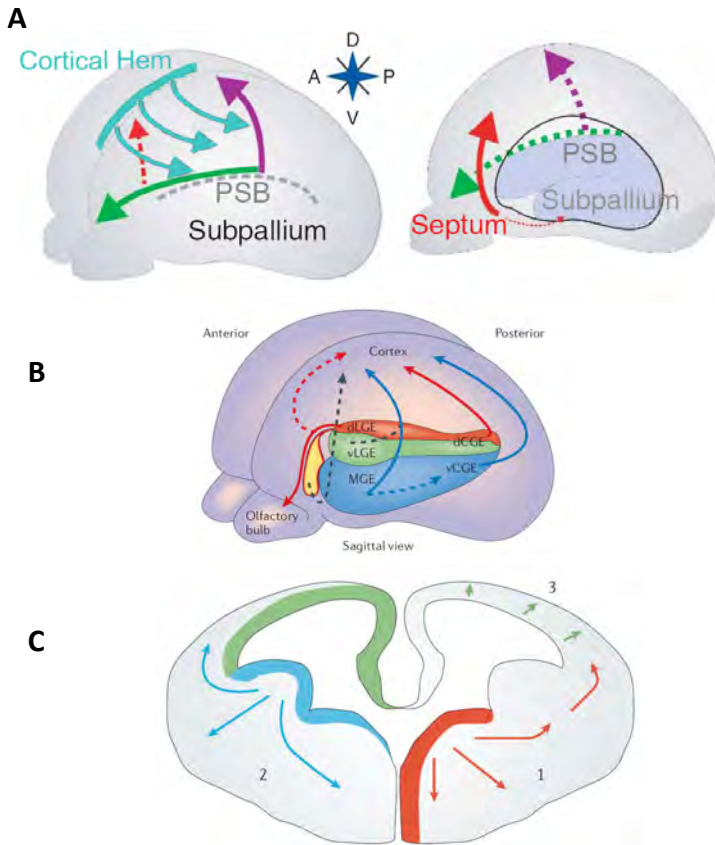 A
Cortical Hem
D
A P
V
PSB
Subpallium
PSB
Subpallium
Septum
B
Anterior
Posterior
Cortex
dLGE
dCGE
vLGE
vCGE
MGE
Olfactory
bulb
Sagittal view
C
3
2
1